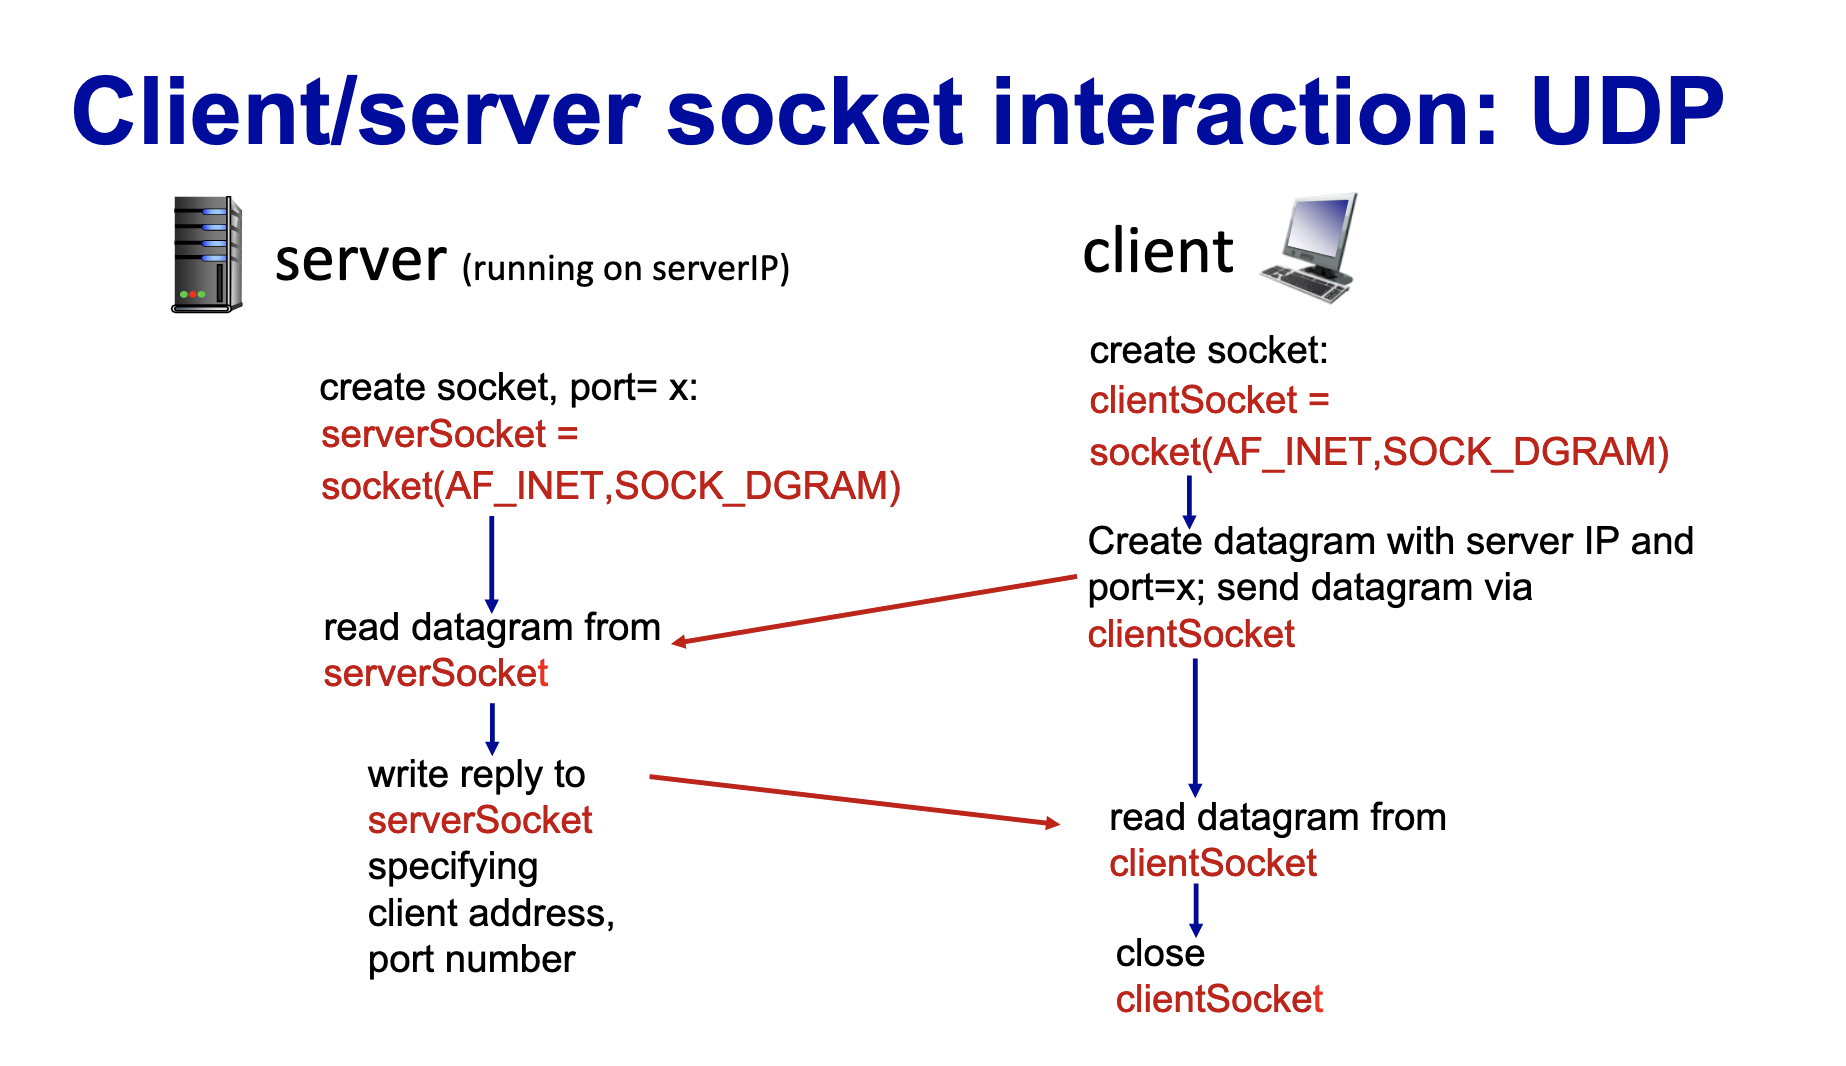 Client/server socket interaction: UDP
server (running on serverIP)
create socket, port= x:
serverSocket =
socket(AF_INET,SOCK_DGRAM)
read datagram from
serverSocket
write reply to
serverSocket
specifying
client address,
port number
client
create socket:
clientSocket =
socket(AF_INET,SOCK_DGRAM)
Create datagram with server IP and
port=x; send datagram via
clientSocket
read datagram from
clientSocket
close
clientSocket